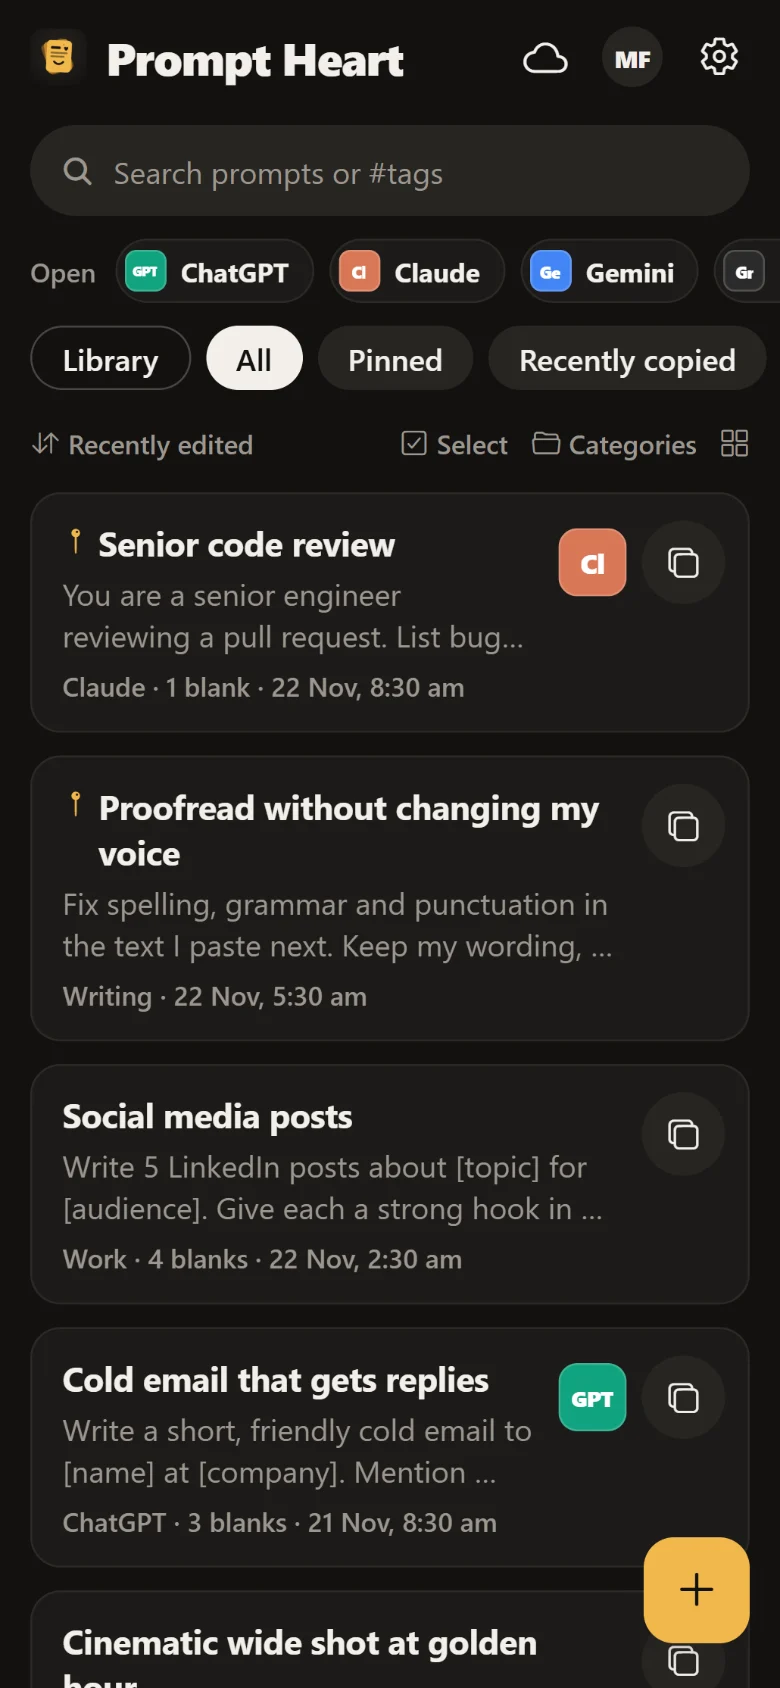 Prompt Heart
MF
Search prompts or #tags
Open
GPT ChatGPT
Cl Claude
Ge Gemini
Gr
Library
All
Pinned
Recently copied
Recently edited
Select
Categories
Senior code review
You are a senior engineer
reviewing a pull request. List bug...
Claude · 1 blank · 22 Nov, 8:30 am
Cl
Proofread without changing my
voice
Fix spelling, grammar and punctuation in
the text I paste next. Keep my wording, ...
Writing · 22 Nov, 5:30 am
Social media posts
Write 5 LinkedIn posts about [topic] for
[audience]. Give each a strong hook in ...
Work · 4 blanks · 22 Nov, 2:30 am
Cold email that gets replies
Write a short, friendly cold email to
[name] at [company]. Mention ...
ChatGPT · 3 blanks · 21 Nov, 8:30 am
GPT
Cinematic wide shot at golden
hour